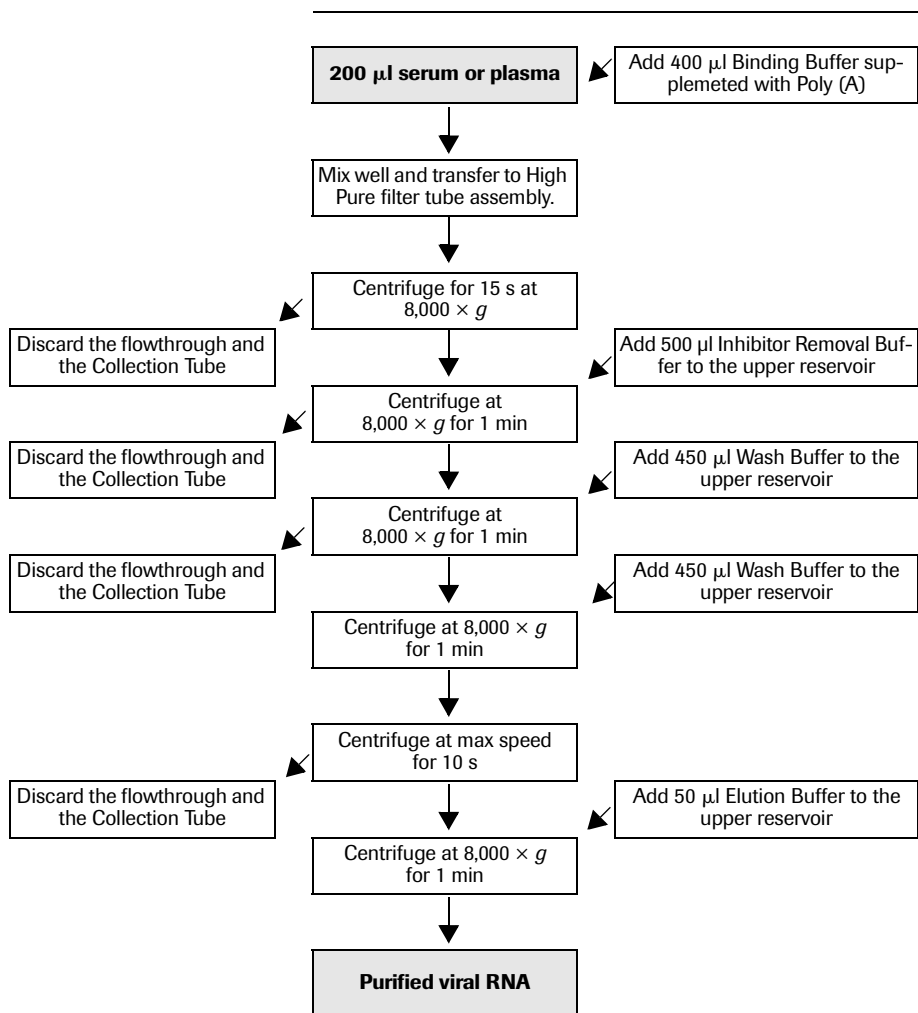 200 µl serum or plasma
Add 400 µl Binding Buffer sup-
plemeted with Poly (A)
Mix well and transfer to High
Pure filter tube assembly.
Centrifuge for 15 s at
8,000 × g
Discard the flowthrough and
the Collection Tube
Add 500 µl Inhibitor Removal Buf-
fer to the upper reservoir
Centrifuge at
8,000 × g for 1 min
Discard the flowthrough and
the Collection Tube
Add 450 µl Wash Buffer to the
upper reservoir
Centrifuge at
8,000 × g for 1 min
Discard the flowthrough and
the Collection Tube
Add 450 µl Wash Buffer to the
upper reservoir
Centrifuge at 8,000 × g
for 1 min
Centrifuge at max speed
for 10 s
Discard the flowthrough and
the Collection Tube
Add 50 µl Elution Buffer to the
upper reservoir
Centrifuge at 8,000 × g
for 1 min
Purified viral RNA